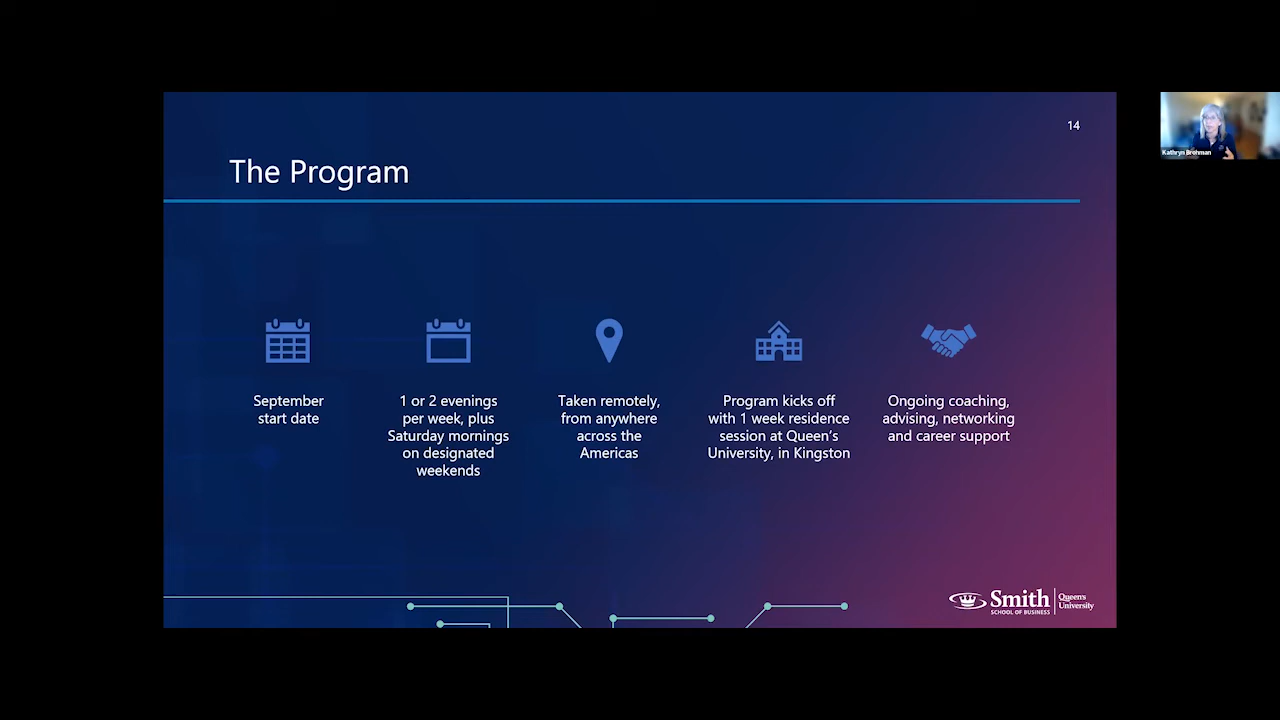 14
Kathryn Brohman
The Program
September
start date
1 or 2 evenings
per week, plus
Saturday mornings
on designated
weekends
Taken remotely,
from anywhere
across the
Americas
Program kicks off
with 1 week residence
session at Queen's
University, in Kingston
Ongoing coaching,
advising, networking
and career support
Smith
SCHOOL OF BUSINESS
Queen's
University